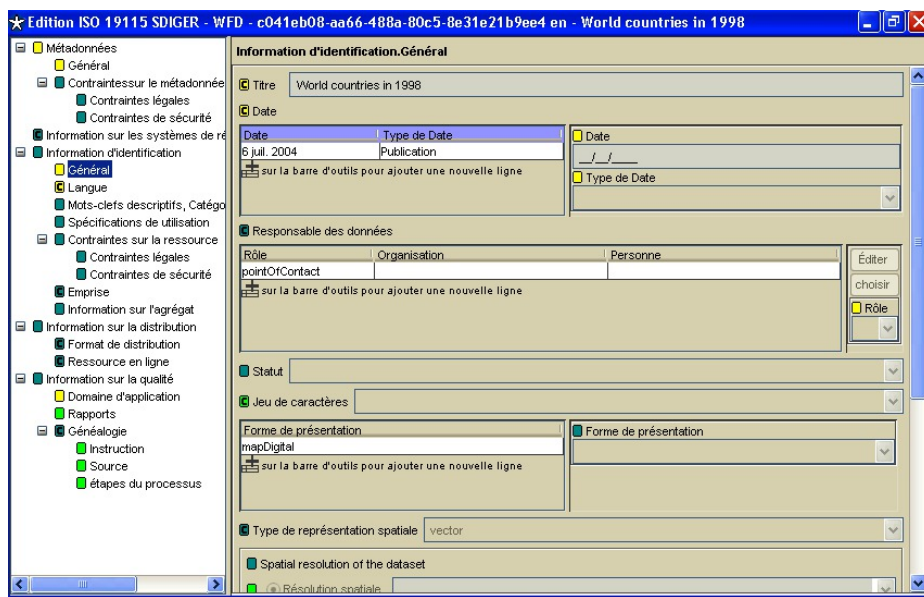 Edition ISO 19115 SDIGER - WFD - c041eb08-aa66-488a-80c5-8e31e21b9ee4 en - World countries in 1998
Métadonnées
Général
Contraintessur le métadonnée
Contraintes légales
Contraintes de sécurité
Information sur les systèmes de ré
Information d'identification
Général
Langue
Mots-clefs descriptifs, Catégo
Spécifications de utilisation
Contraintes sur la ressource
Contraintes légales
Contraintes de sécurité
Emprise
Information sur l'agrégat
Information sur la distribution
Format de distribution
Ressource en ligne
Information sur la qualité
Domaine d'application
Rapports
Généalogie
Instruction
Source
étapes du processus
Information d'identification.Général
C Titre World countries in 1998
C Date
Date Type de Date
6 juil. 2004 Publication
sur la barre d'outils pour ajouter une nouvelle ligne
Date
__/__/____
Type de Date
C Responsable des données
Rôle Organisation Personne
pointOfContact
sur la barre d'outils pour ajouter une nouvelle ligne
Éditer
choisir
Rôle
Statut
C Jeu de caractères
Forme de présentation
mapDigital
sur la barre d'outils pour ajouter une nouvelle ligne
Forme de présentation
C Type de représentation spatiale vector
Spatial resolution of the dataset
Résolution spatiale